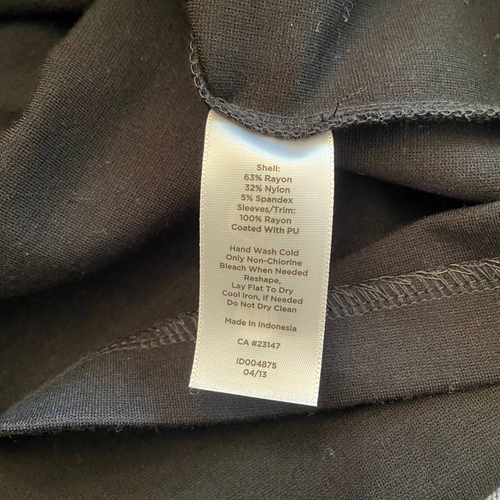 Shell:
63% Rayon
32% Nylon
5% Spandex
Sleeves/Trim:
100% Rayon
Coated With PU
Hand Wash Cold
Only Non-Chlorine
Bleach When Needed
Reshape,
Lay Flat To Dry
Cool Iron, If Needed
Do Not Dry Clean
Made In Indonesia
CA #23147
ID004875
04/13